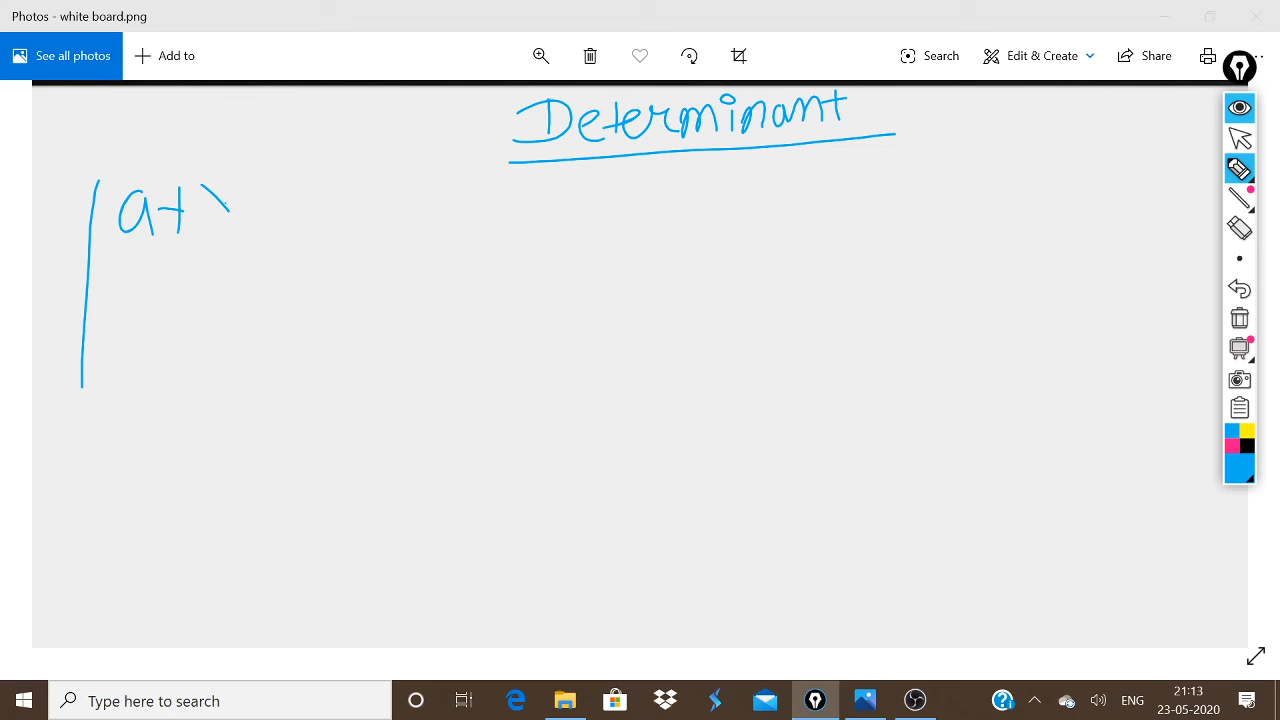 Photos - white board.png
See all photos
Add to
Search
Edit & Create
Share
Determinant
| a+
Type here to search
ENG
21:13
23-05-2020